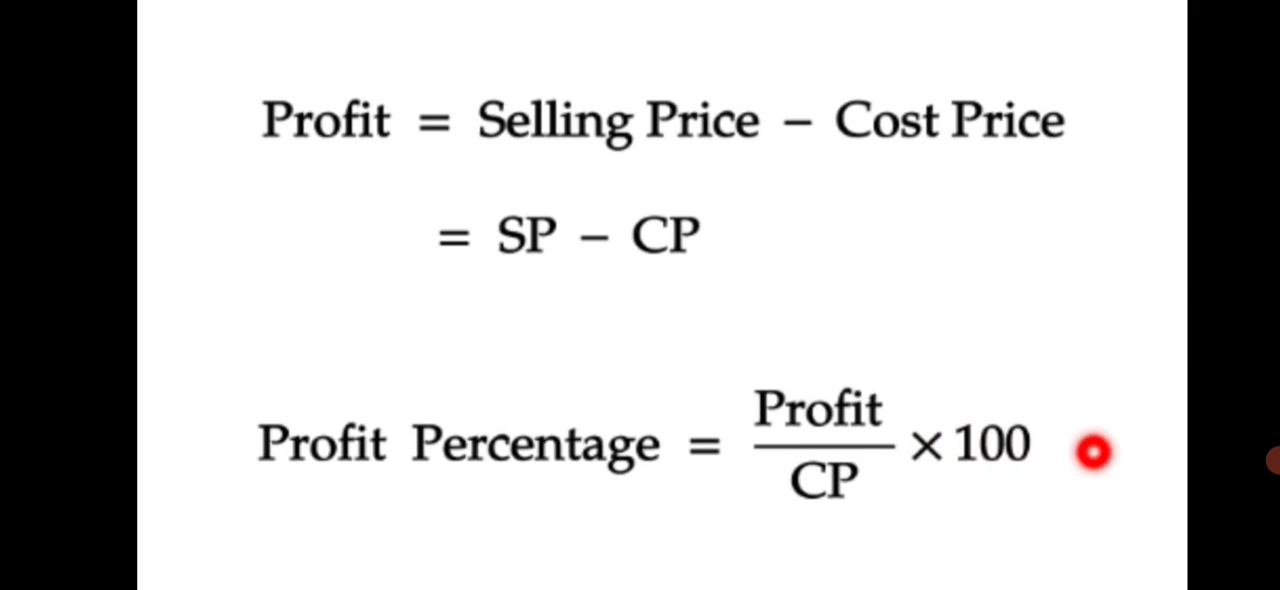 Profit = Selling Price – Cost Price
= SP – CP
Profit Percentage = Profit/CP × 100